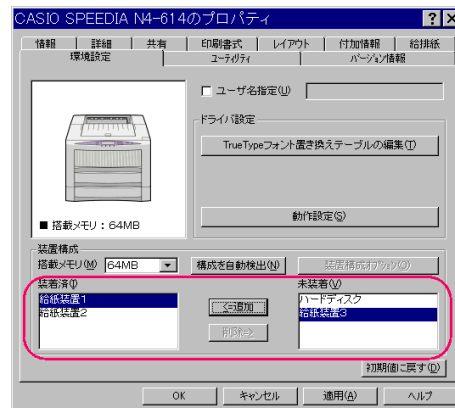 CASIO SPEEDIA N4-614のプロパティ
情報 詳細 共有 印刷書式 レイアウト 付加情報 給排紙
環境設定 ユーティリティ バージョン情報
ユーザ名指定(U)
ドライバ設定
TrueTypeフォント置き換えテーブルの編集(T)
■ 搭載メモリ : 64MB
動作設定(S)
装置構成
搭載メモリ(M) 64MB 構成を自動検出(N) 装置構成オプション(O)
装着済(I) 未装着(V)
給紙装置1 <=追加 ハードディスク
給紙装置2 給紙装置3
削除=>
初期値に戻す(D)
OK キャンセル 適用(A) ヘルプ